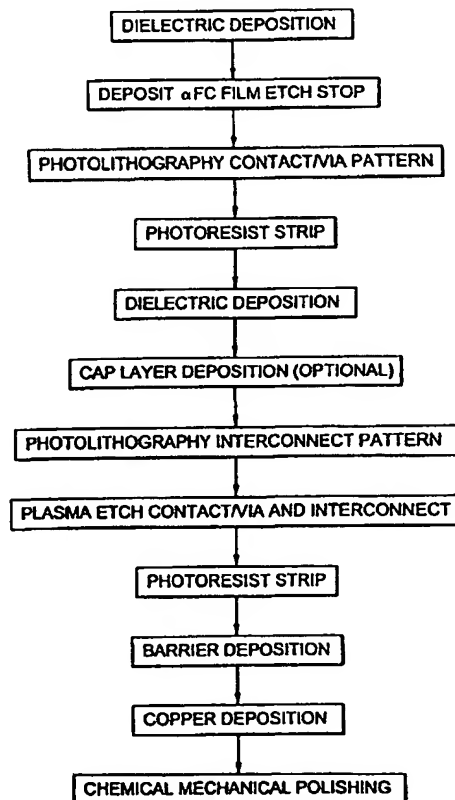 DIELECTRIC DEPOSITION
DEPOSIT αFC FILM ETCH STOP
PHOTOLITHOGRAPHY CONTACT/VIA PATTERN
PHOTORESIST STRIP
DIELECTRIC DEPOSITION
CAP LAYER DEPOSITION (OPTIONAL)
PHOTOLITHOGRAPHY INTERCONNECT PATTERN
PLASMA ETCH CONTACT/VIA AND INTERCONNECT
PHOTORESIST STRIP
BARRIER DEPOSITION
COPPER DEPOSITION
CHEMICAL MECHANICAL POLISHING